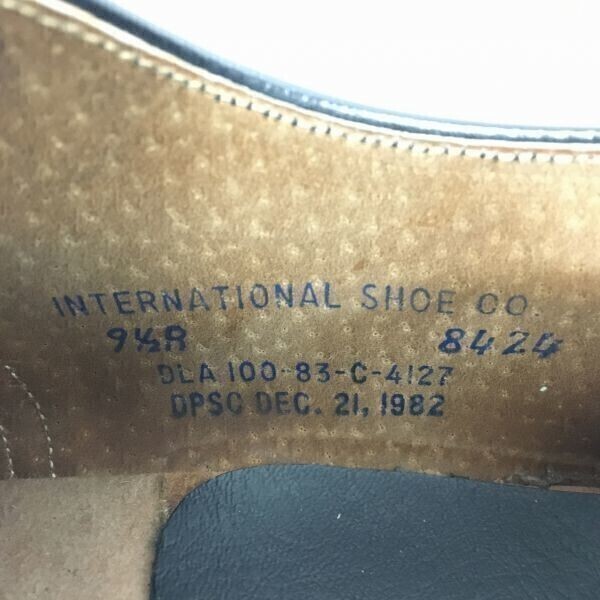 INTERNATIONAL SHOE CO.
9½R 8424
DLA 100-83-C-4127
DPSC DEC. 21, 1982